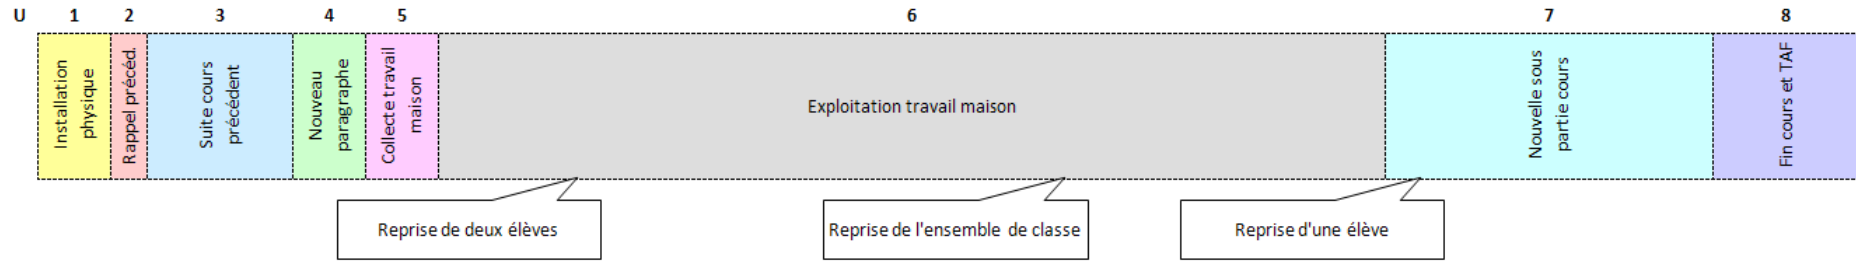 U 1 2 3 4 5 6 7 8
Installation
physique
Rappel précéd.
Suite cours
précédent
Nouveau
paragraphe
Collecte travail
maison
Exploitation travail maison
Nouvelle sous
partie cours
Fin cours et TAF
Reprise de deux élèves
Reprise de l'ensemble de classe
Reprise d'une élève